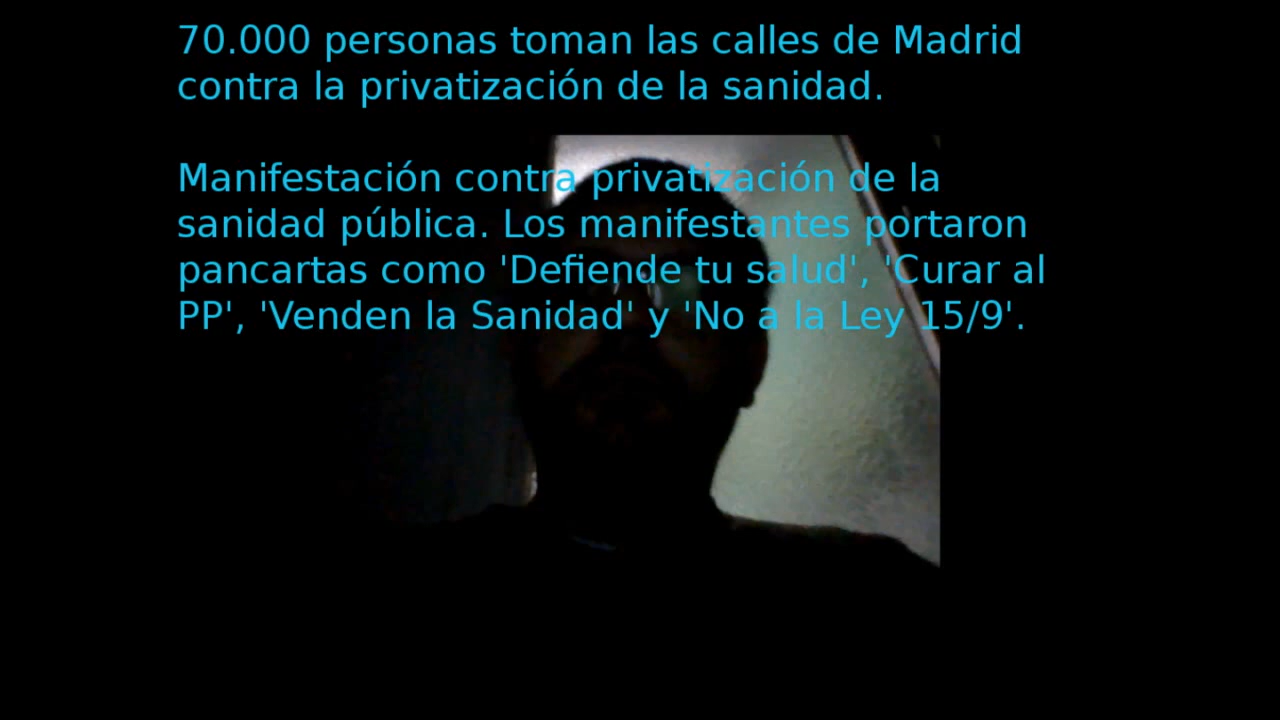 70.000 personas toman las calles de Madrid
contra la privatización de la sanidad.
Manifestación contra privatización de la
sanidad pública. Los manifestantes portaron
pancartas como 'Defiende tu salud', 'Curar al
PP', 'Venden la Sanidad' y 'No a la Ley 15/9'.